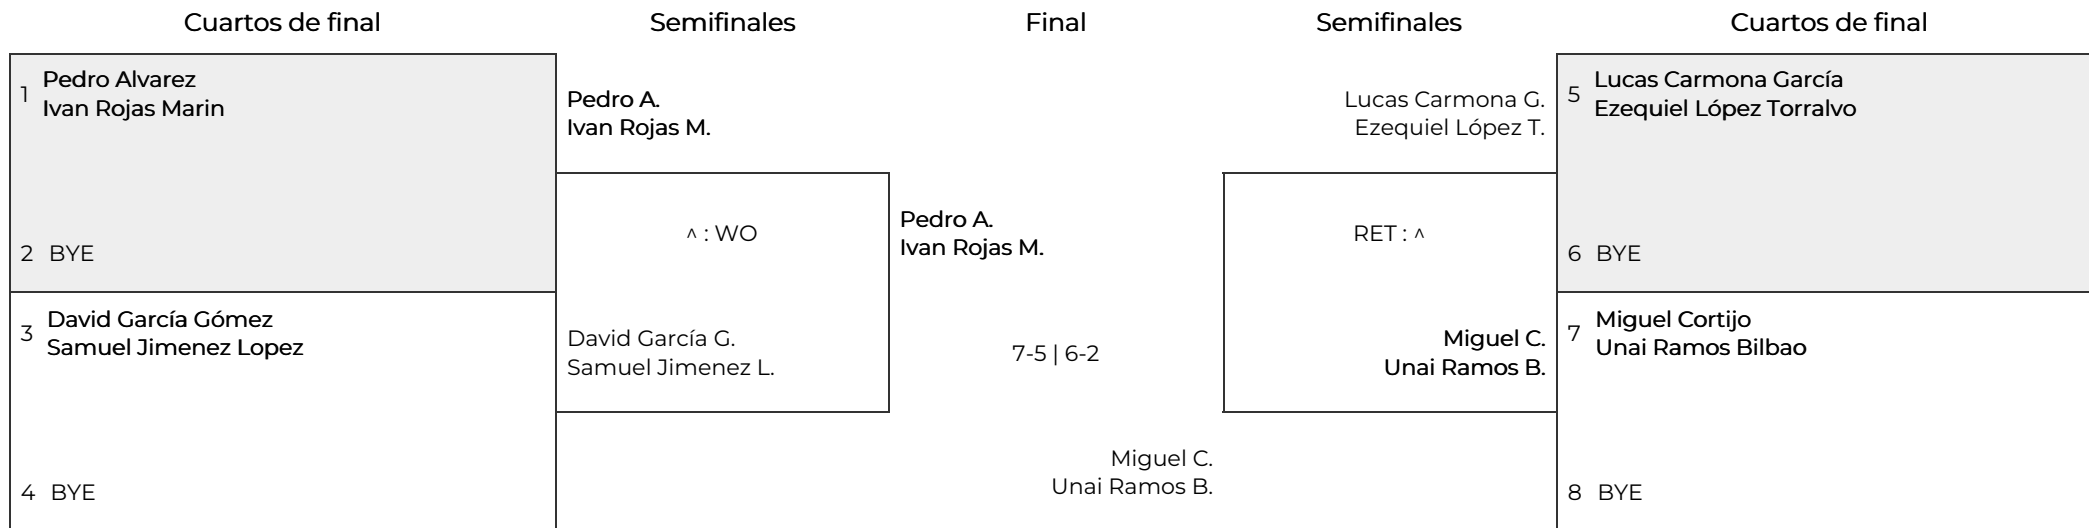 Cuartos de final
Semifinales
Final
Semifinales
Cuartos de final
1
Pedro Alvarez
Ivan Rojas Marin
2 BYE
3
David García Gómez
Samuel Jimenez Lopez
4 BYE
Pedro A.
Ivan Rojas M.
^ : WO
David García G.
Samuel Jimenez L.
Pedro A.
Ivan Rojas M.
7-5 | 6-2
Miguel C.
Unai Ramos B.
Lucas Carmona G.
Ezequiel López T.
RET : ^
Miguel C.
Unai Ramos B.
5
Lucas Carmona García
Ezequiel López Torralvo
6 BYE
7
Miguel Cortijo
Unai Ramos Bilbao
8 BYE